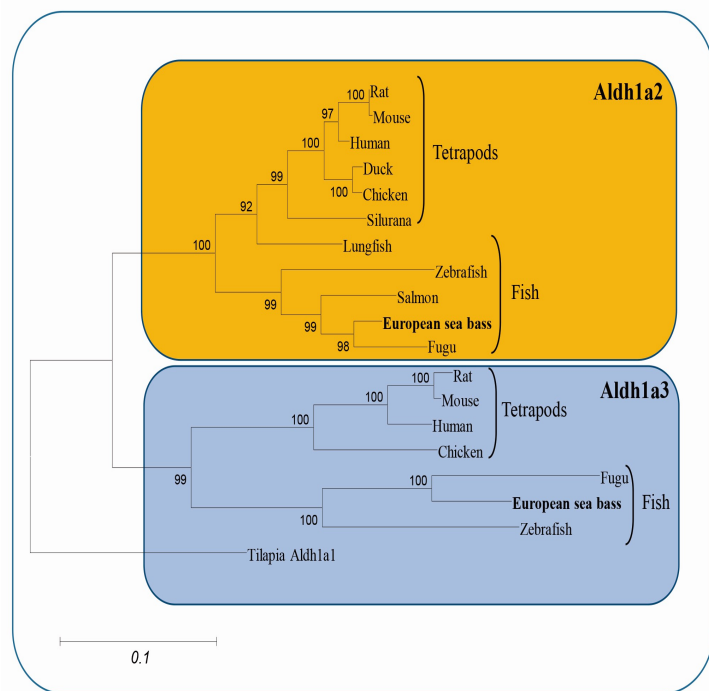 Aldh1a2
Rat
100
Mouse
97
Human
Tetrapods
100
Duck
99
100
Chicken
92
Silurana
100
Lungfish
Zebrafish
Fish
99
Salmon
99
European sea bass
98
Fugu
Aldh1a3
Rat
100
Mouse
100
Tetrapods
100
Human
Chicken
99
Fugu
100
European sea bass
Fish
100
Zebrafish
Tilapia Aldh1a1
0.1